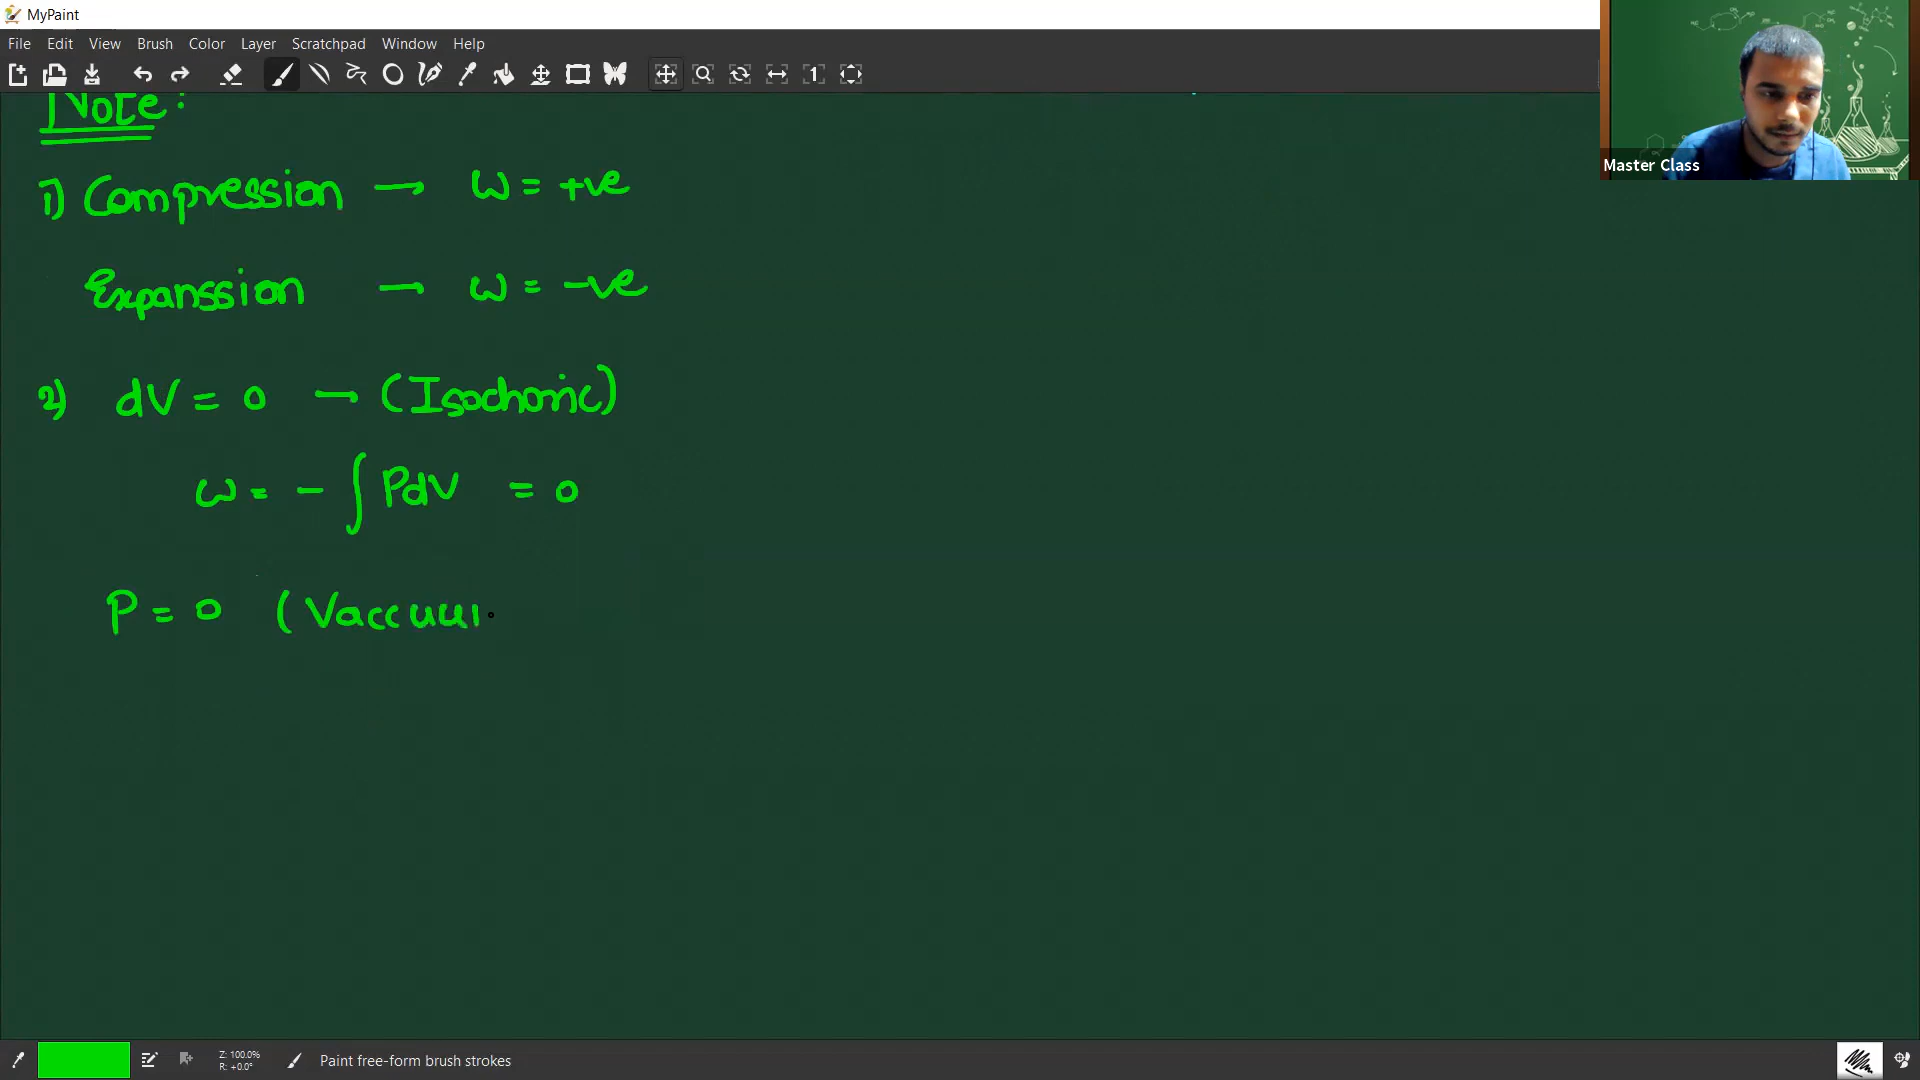 MyPaint
File Edit View Brush Color Layer Scratchpad Window Help
Master Class
Note:
1) Compression → w = +ve
Expanssion — w = -ve
2) dV = 0 → (Isochoric)
w = - ∫ PdV = 0
P = 0 (Vaccuu
Z: 100.0%
R: +0.0°
Paint free-form brush strokes